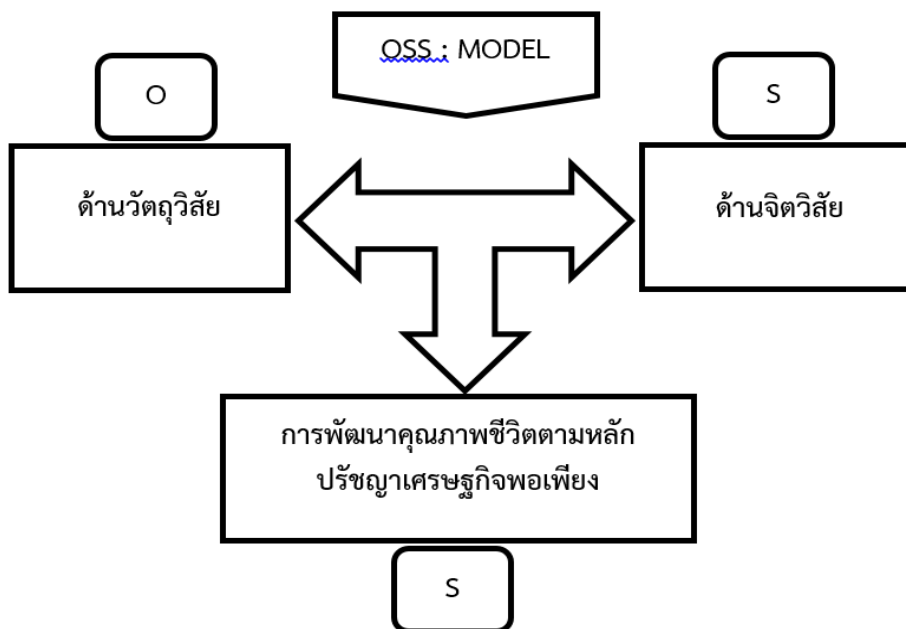 OSS : MODEL
O
S
ด้านวัตถุวิสัย
ด้านจิตวิสัย
การพัฒนาคุณภาพชีวิตตามหลัก
ปรัชญาเศรษฐกิจพอเพียง
S